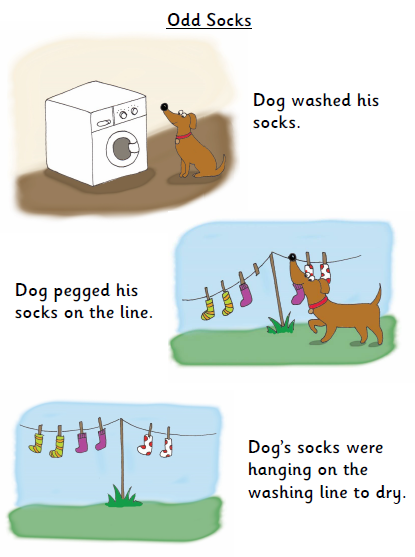 Odd Socks
Dog washed his
socks.
Dog pegged his
socks on the line.
Dog's socks were
hanging on the
washing line to dry.